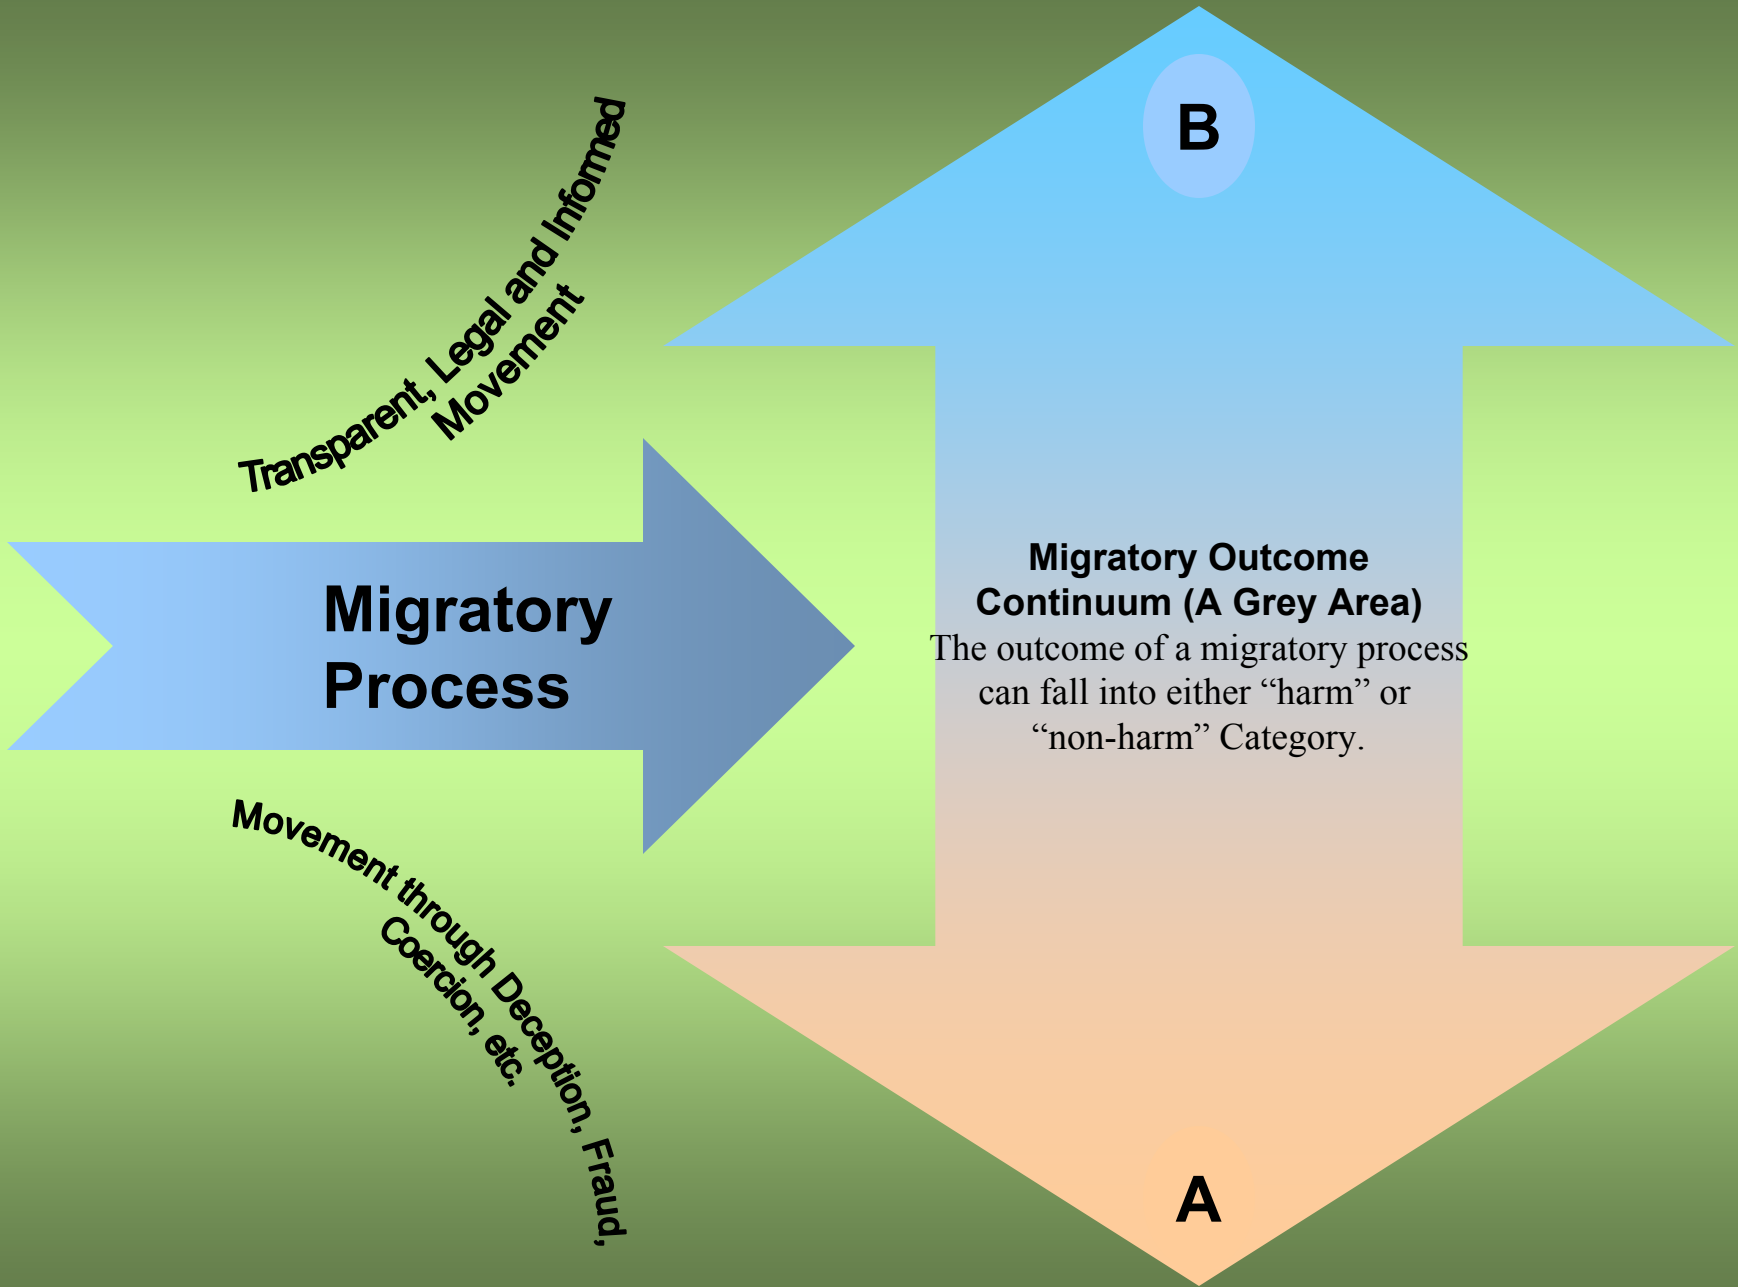 B
Transparent, Legal and Informed
Movement
Migratory
Process
Migratory Outcome
Continuum (A Grey Area)
The outcome of a migratory process
can fall into either “harm” or
“non-harm” Category.
Movement through Deception, Fraud,
Coercion, etc.
A